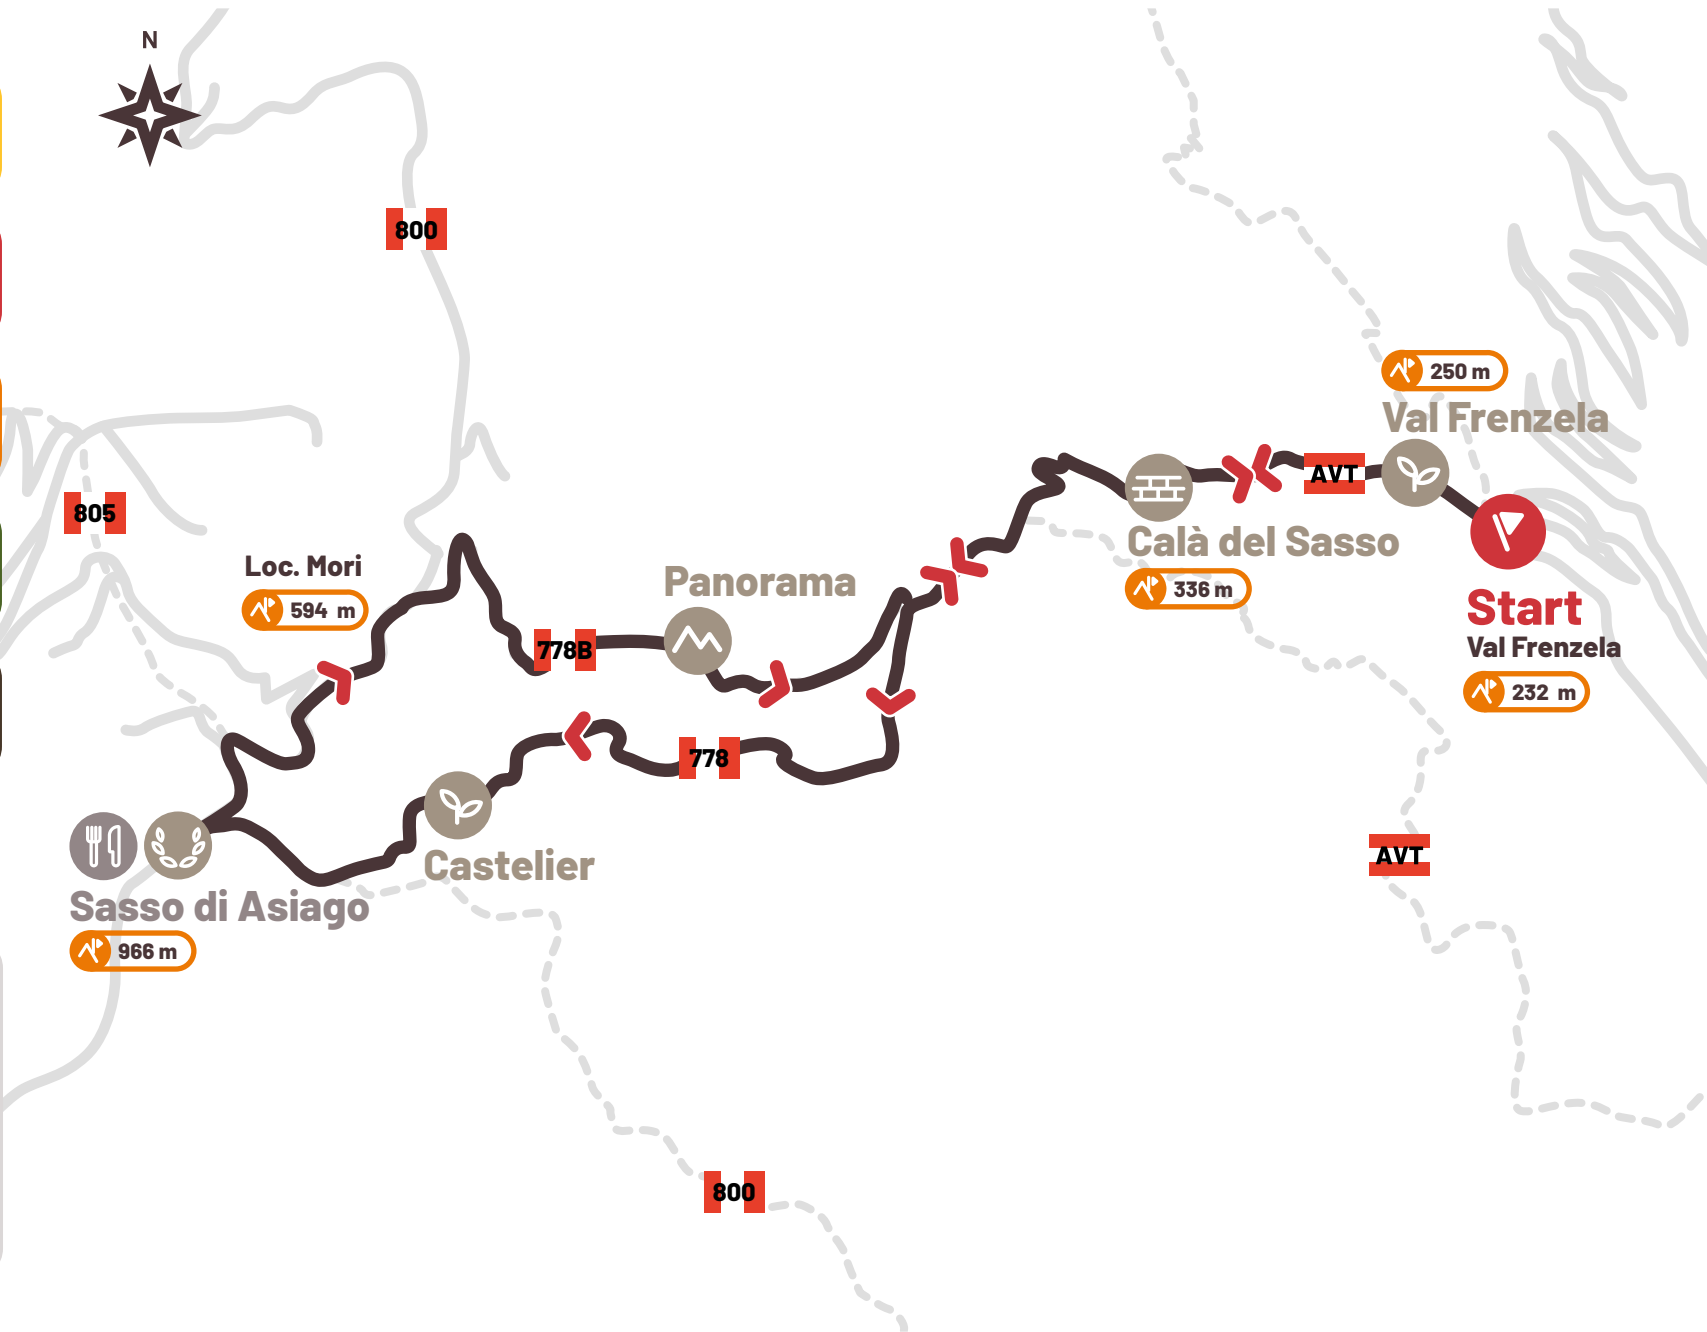 N
800
250 m
Val Frenzela
AVT
805
Calà del Sasso
336 m
Loc. Mori
594 m
Panorama
Start
Val Frenzela
232 m
778B
778
Castelier
Sasso di Asiago
966 m
AVT
800